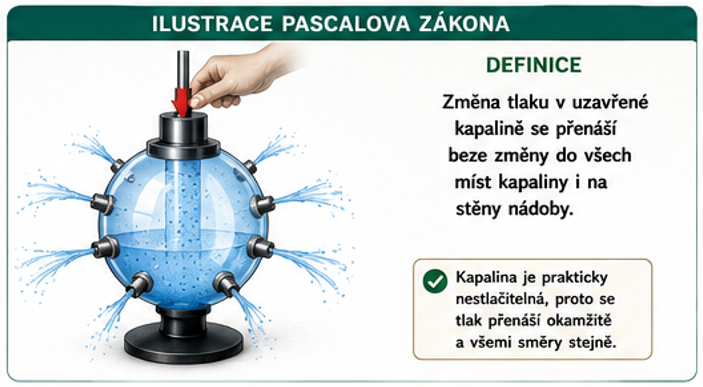 ILUSTRACE PASCALOVA ZÁKONA
DEFINICE
Změna tlaku v uzavřené
kapalině se přenáší
beze změny do všech
míst kapaliny i na
stěny nádoby.
Kapalina je prakticky
nestlačitelná, proto se
tlak přenáší okamžitě
a všemi směry stejně.